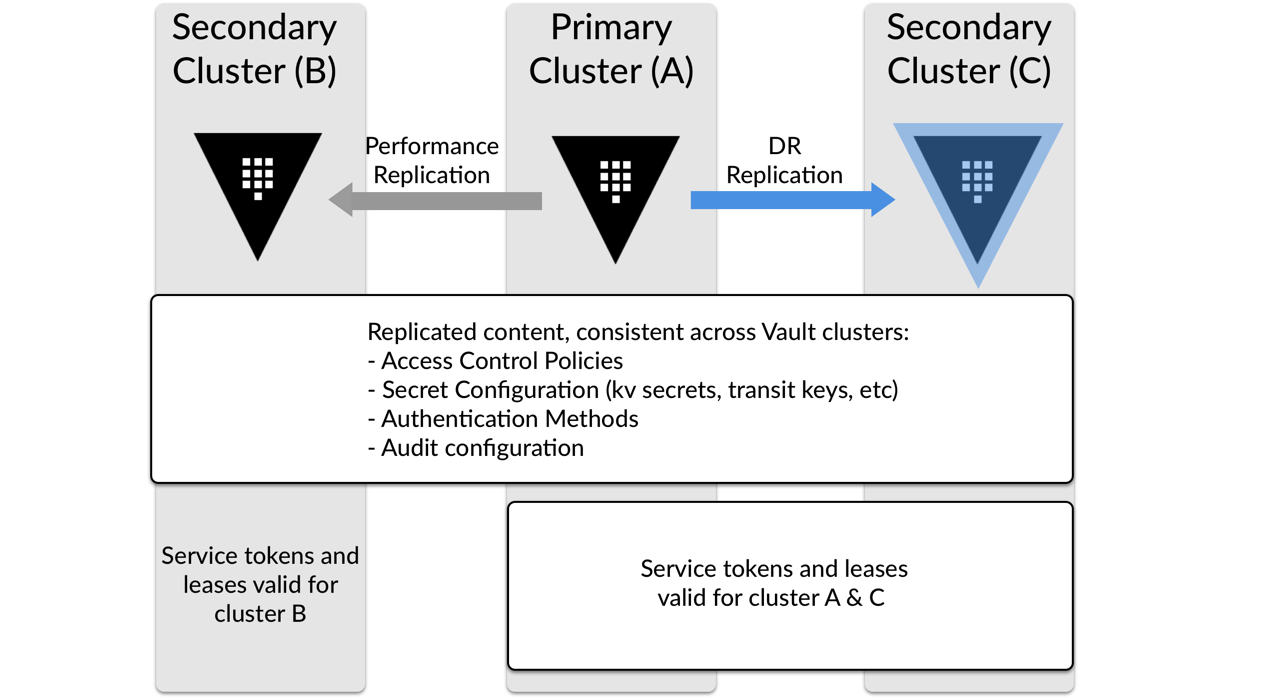 Secondary
Cluster (B)
Primary
Cluster (A)
Secondary
Cluster (C)
Performance
Replication
DR
Replication
Replicated content, consistent across Vault clusters:
- Access Control Policies
- Secret Configuration (kv secrets, transit keys, etc)
- Authentication Methods
- Audit configuration
Service tokens and
leases valid for
cluster B
Service tokens and leases
valid for cluster A & C